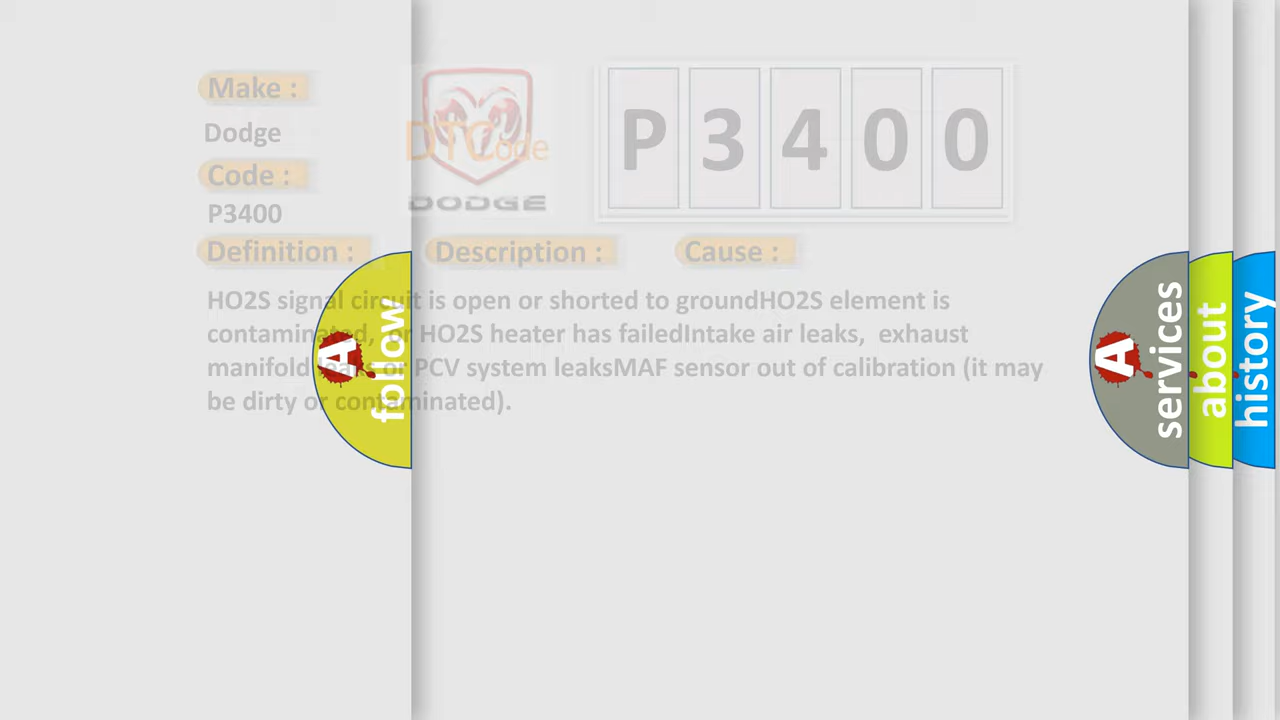 Make :
Dodge
Code :
P3400
DTCode
DODGE
P 3 4 0 0
Definition : Description : Cause :
HO2S signal circuit is open or shorted to groundHO2S element is
contaminated, or HO2S heater has failedIntake air leaks, exhaust
manifold leaks or PCV system leaksMAF sensor out of calibration (it may
be dirty or contaminated).
A follow
A services
about
history